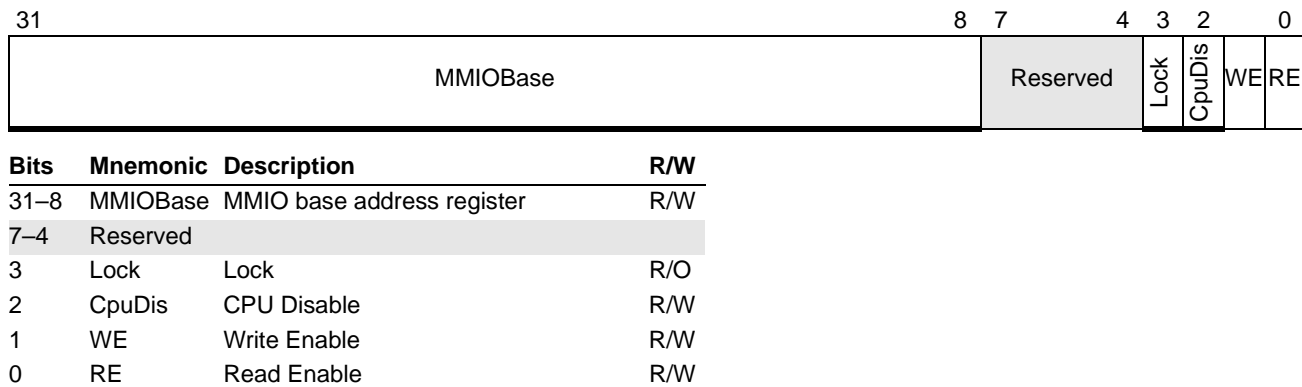 31 8 7 4 3 2 0
MMIOBase Reserved Lock CpuDis WE RE
Bits Mnemonic Description R/W
31–8 MMIOBase MMIO base address register R/W
7–4 Reserved
3 Lock Lock R/O
2 CpuDis CPU Disable R/W
1 WE Write Enable R/W
0 RE Read Enable R/W